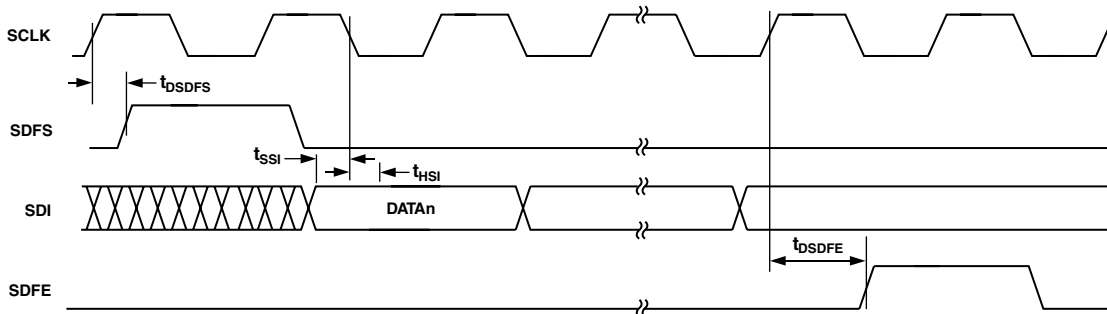 SCLK
tDSDFS
SDFS
tSSI
tHSI
SDI
DATAn
tDSDFE
SDFE